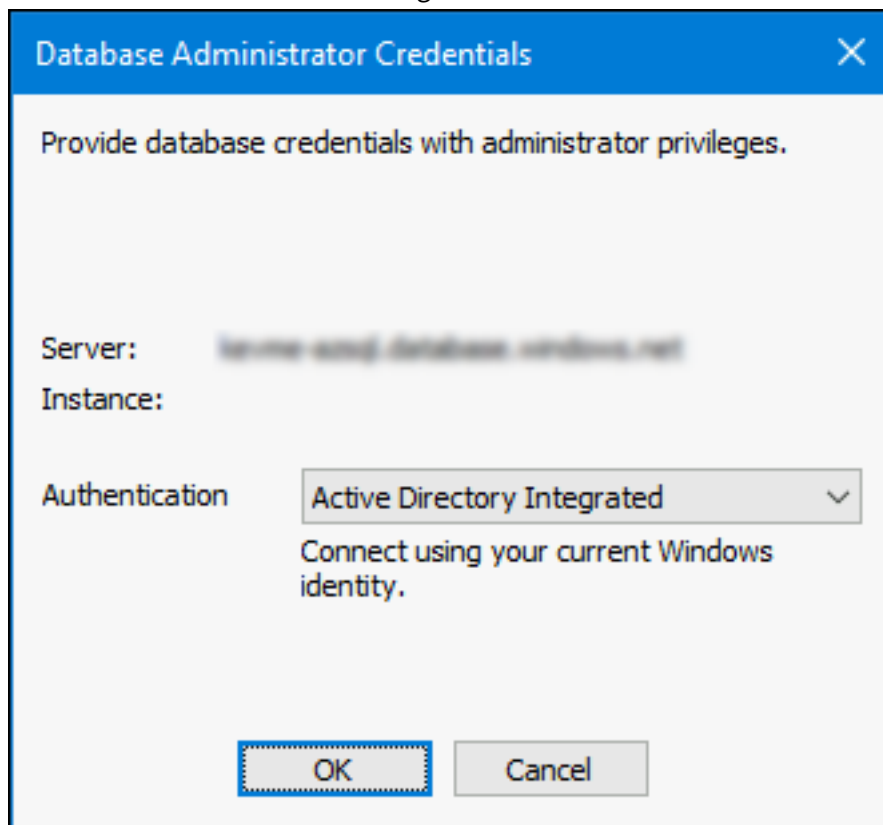 Database Administrator Credentials
Provide database credentials with administrator privileges.
Server:
Instance:
Authentication
Active Directory Integrated
Connect using your current Windows
identity.
OK
Cancel